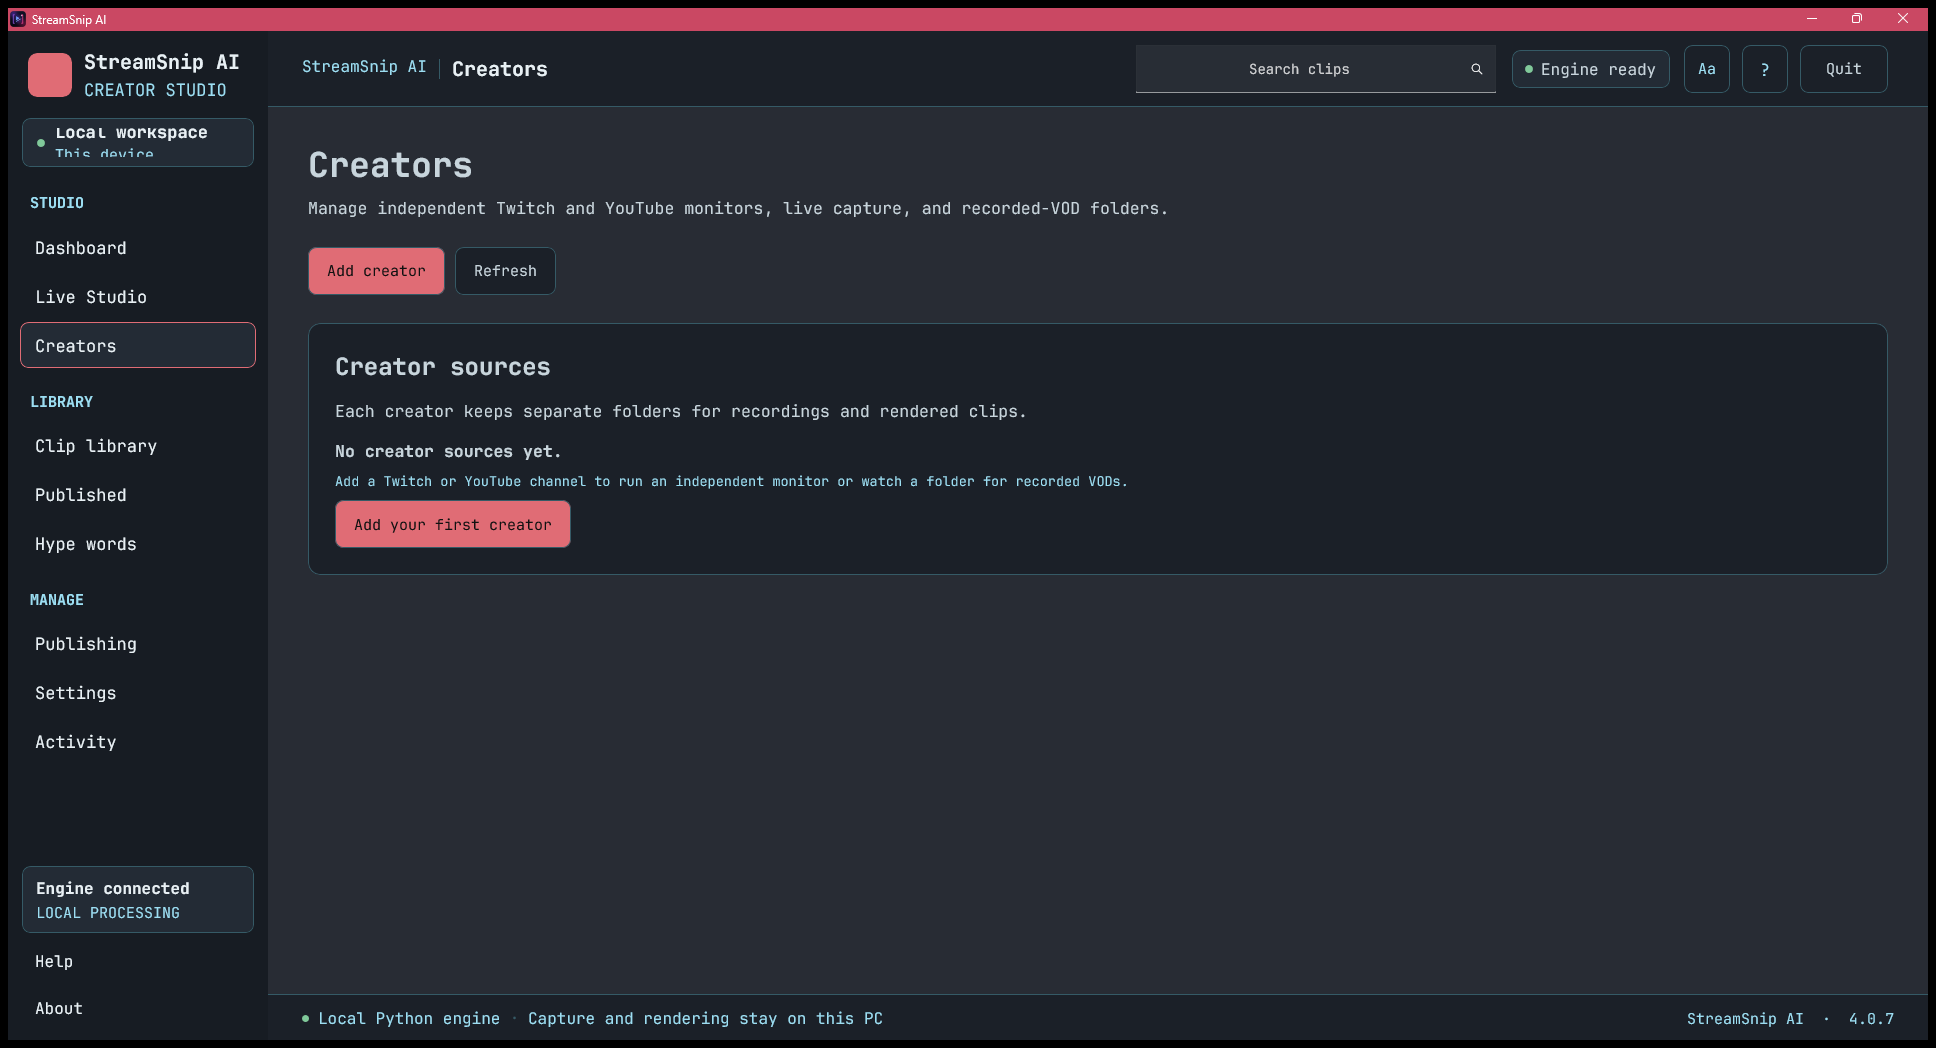 StreamSnip AI
StreamSnip AI
CREATOR STUDIO
Local workspace
This device
STUDIO
Dashboard
Live Studio
Creators
LIBRARY
Clip library
Published
Hype words
MANAGE
Publishing
Settings
Activity
Engine connected
LOCAL PROCESSING
Help
About
StreamSnip AI | Creators
Search clips
Engine ready
Aa
?
Quit
Creators
Manage independent Twitch and YouTube monitors, live capture, and recorded-VOD folders.
Add creator
Refresh
Creator sources
Each creator keeps separate folders for recordings and rendered clips.
No creator sources yet.
Add a Twitch or YouTube channel to run an independent monitor or watch a folder for recorded VODs.
Add your first creator
Local Python engine · Capture and rendering stay on this PC
StreamSnip AI · 4.0.7